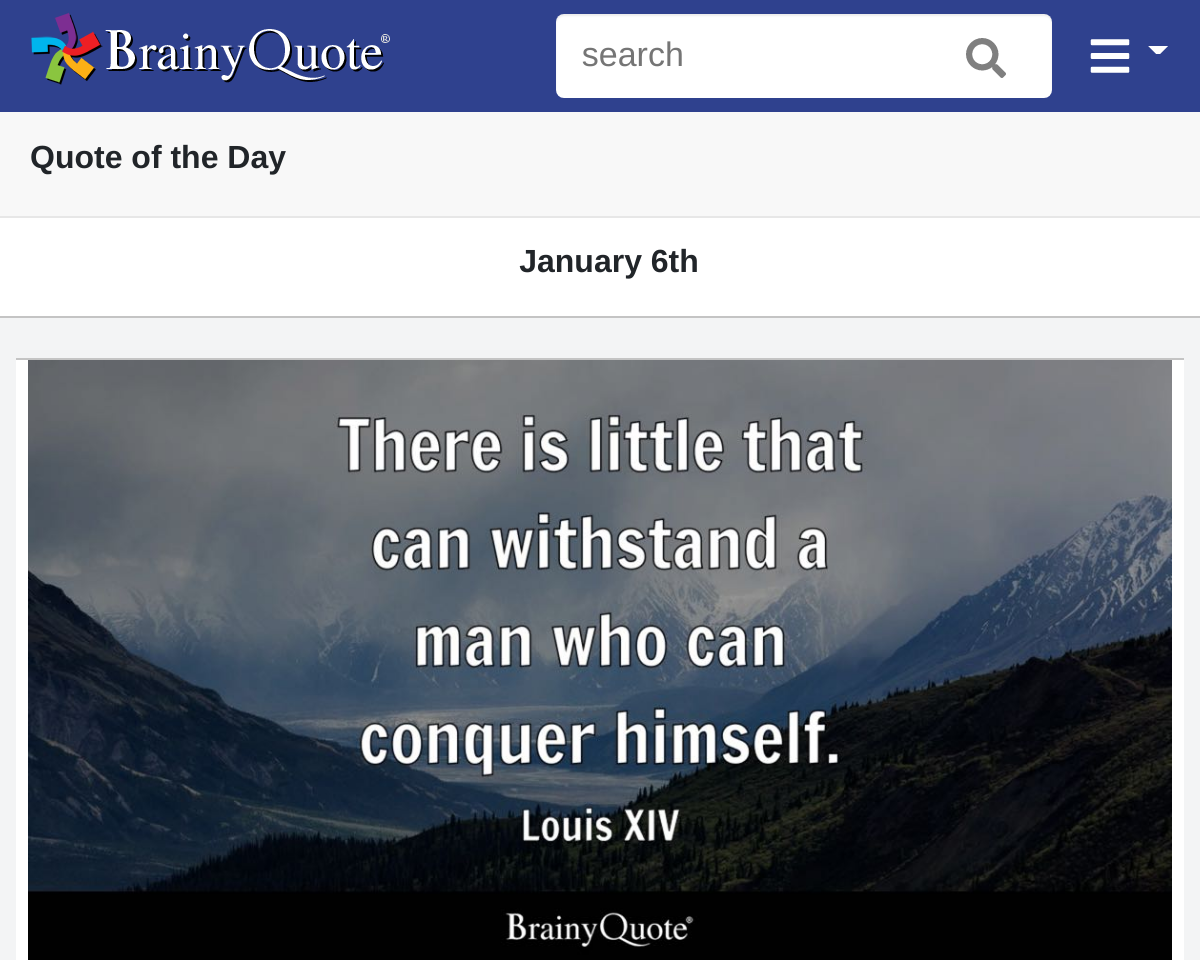 BrainyQuote®
search
Quote of the Day
January 6th
There is little that
can withstand a
man who can
conquer himself.
Louis XIV
BrainyQuote®